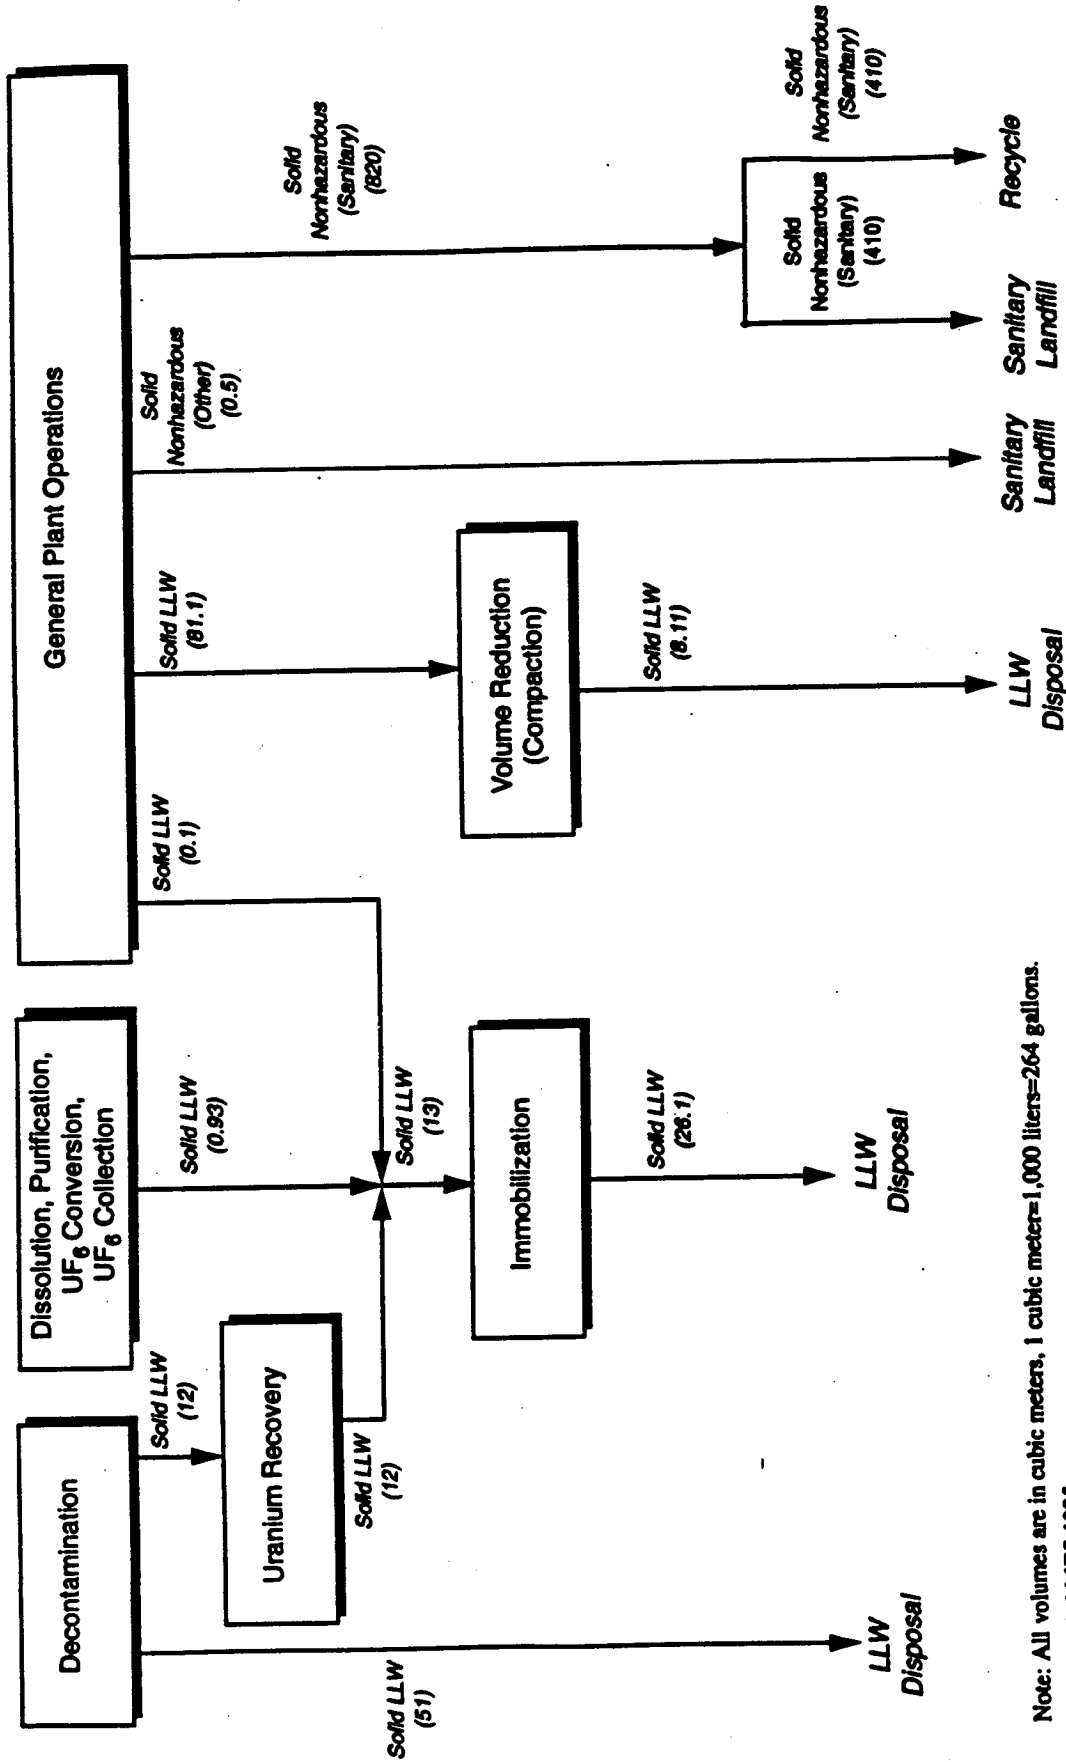 Decontamination
Dissolution, Purification,
UF6 Conversion,
UF6 Collection
General Plant Operations
Solid LLW
(51)
Solid LLW
(12)
Uranium Recovery
Solid LLW
(12)
Solid LLW
(0.93)
Solid LLW
(0.1)
Solid LLW
(13)
Immobilization
Solid LLW
(26.1)
Solid LLW
(81.1)
Volume Reduction
(Compaction)
Solid LLW
(8.11)
Solid
Nonhazardous
(Other)
(0.5)
Solid
Nonhazardous
(Sanitary)
(820)
Solid
Nonhazardous
(Sanitary)
(410)
Solid
Nonhazardous
(Sanitary)
(410)
LLW
Disposal
LLW
Disposal
LLW
Disposal
Sanitary
Landfill
Sanitary
Landfill
Recycle
Note: All volumes are in cubic meters, 1 cubic meter=1,000 liters=264 gallons.